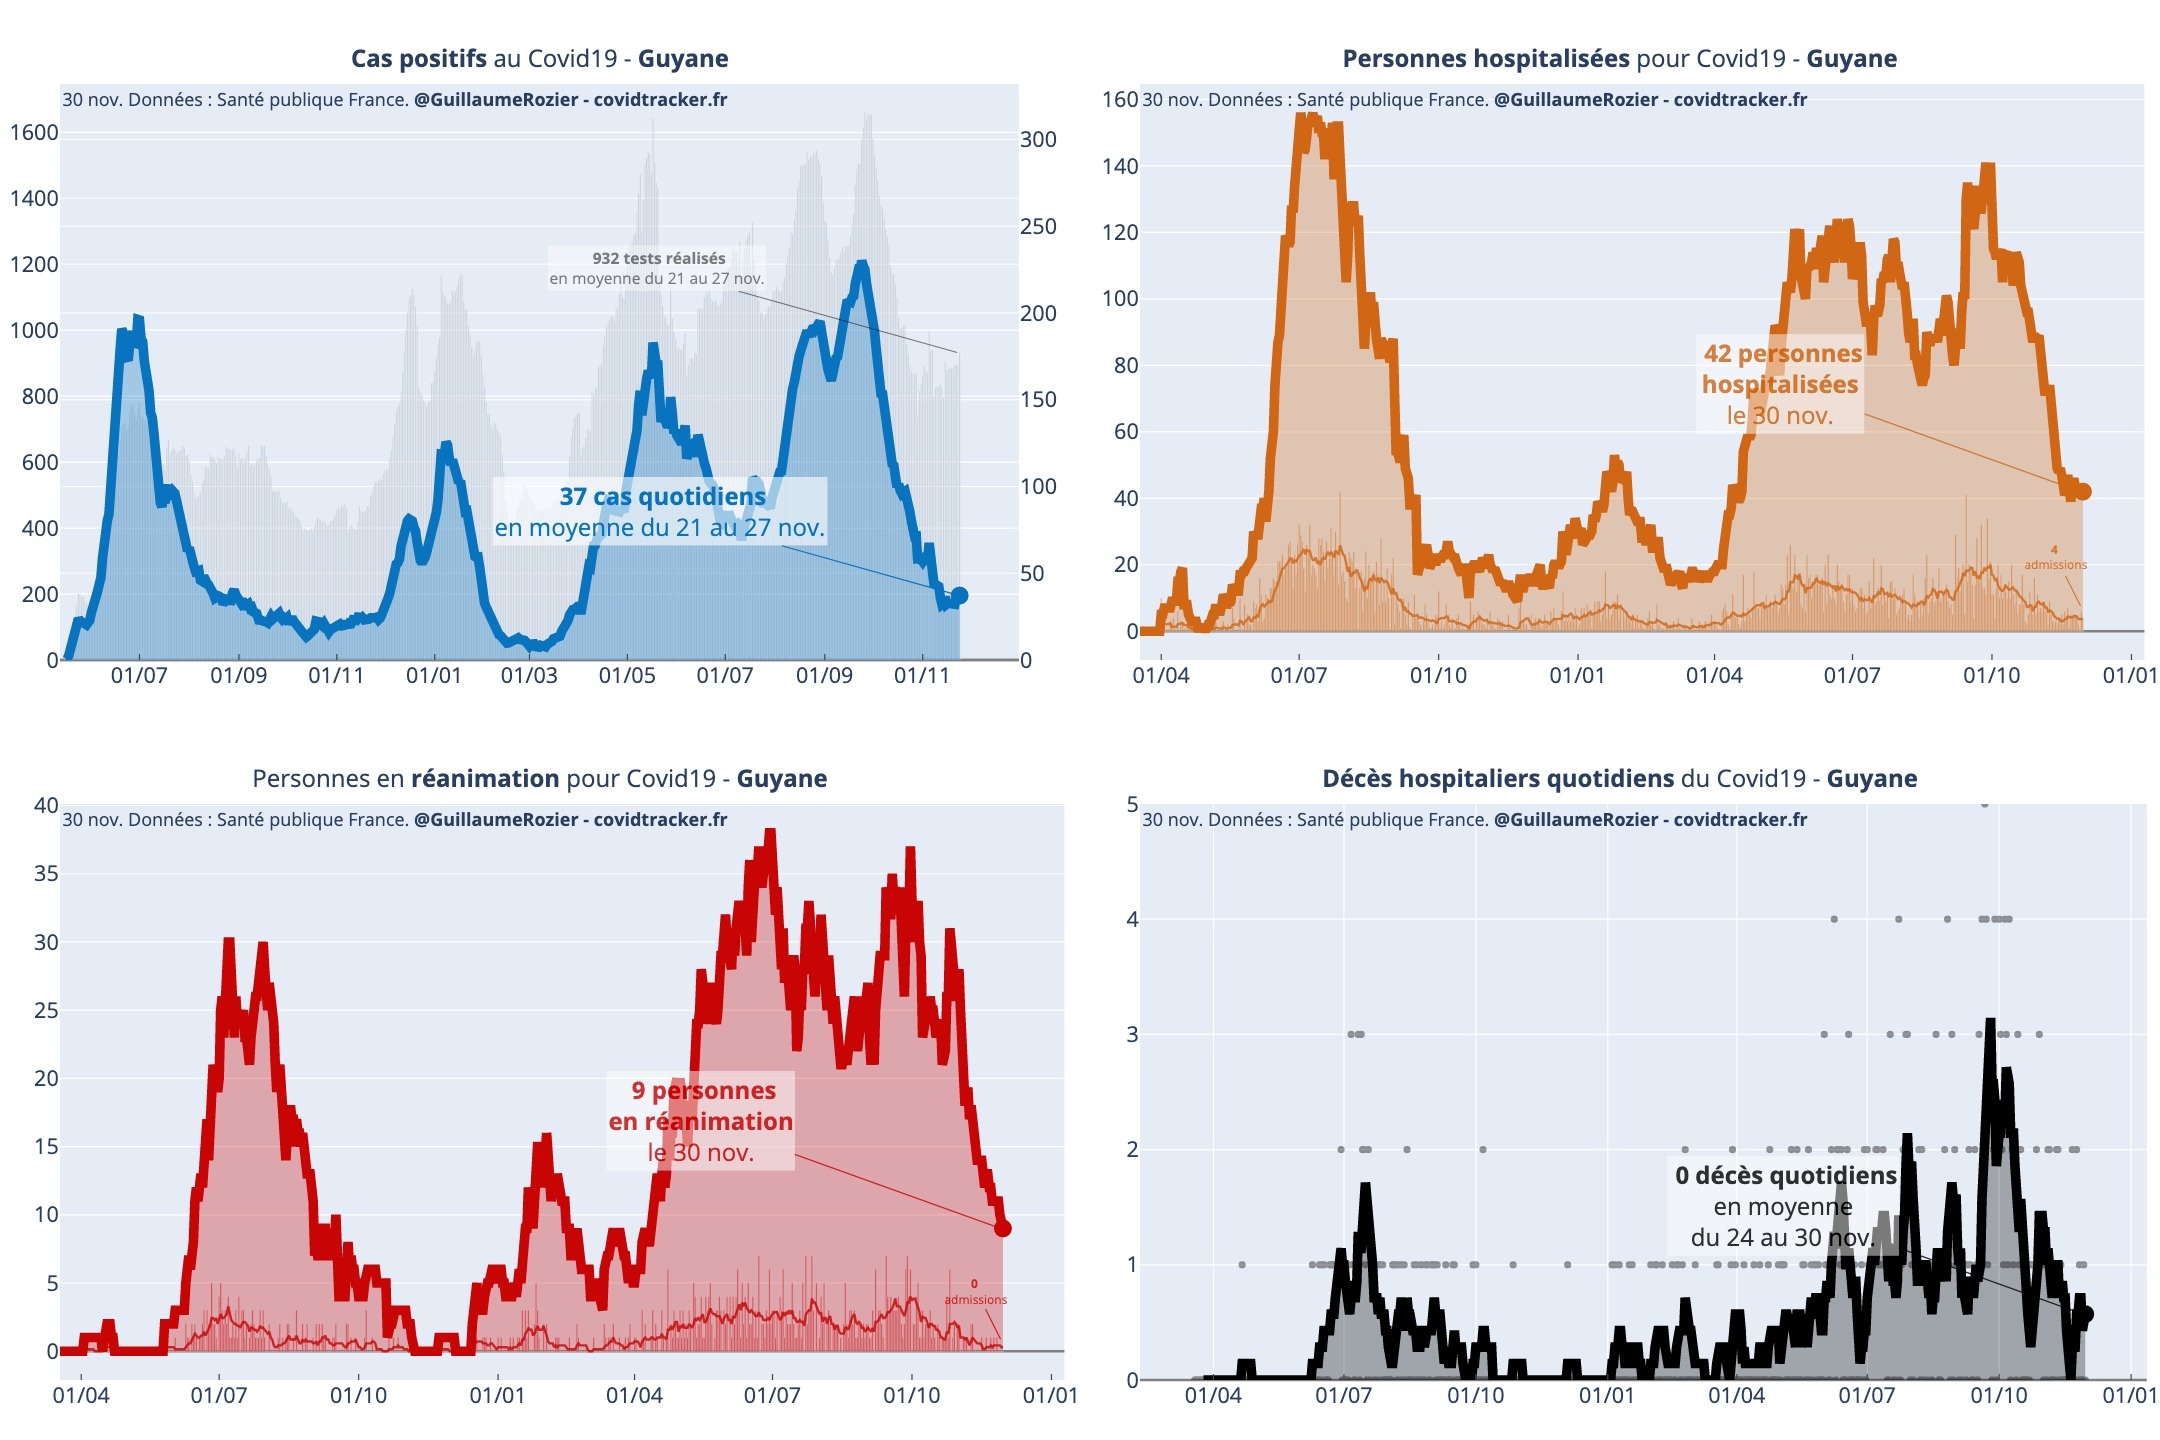 Cas positifs au Covid19 - Guyane
30 nov. Données : Santé publique France. @GuillaumeRozier - covidtracker.fr
1600
1400
1200
1000
800
600
400
200
0
300
250
200
150
100
50
0
932 tests réalisés
en moyenne du 21 au 27 nov.
37 cas quotidiens
en moyenne du 21 au 27 nov.
01/07 01/09 01/11 01/01 01/03 01/05 01/07 01/09 01/11
Personnes hospitalisées pour Covid19 - Guyane
30 nov. Données : Santé publique France. @GuillaumeRozier - covidtracker.fr
160
140
120
100
80
60
40
20
0
42 personnes
hospitalisées
le 30 nov.
4
admissions
01/04 01/07 01/10 01/01 01/04 01/07 01/10 01/01
Personnes en réanimation pour Covid19 - Guyane
30 nov. Données : Santé publique France. @GuillaumeRozier - covidtracker.fr
40
35
30
25
20
15
10
5
0
9 personnes
en réanimation
le 30 nov.
0
admissions
01/04 01/07 01/10 01/01 01/04 01/07 01/10 01/01
Décès hospitaliers quotidiens du Covid19 - Guyane
30 nov. Données : Santé publique France. @GuillaumeRozier - covidtracker.fr
5
4
3
2
1
0
0 décès quotidiens
en moyenne
du 24 au 30 nov.
01/04 01/07 01/10 01/01 01/04 01/07 01/10 01/01